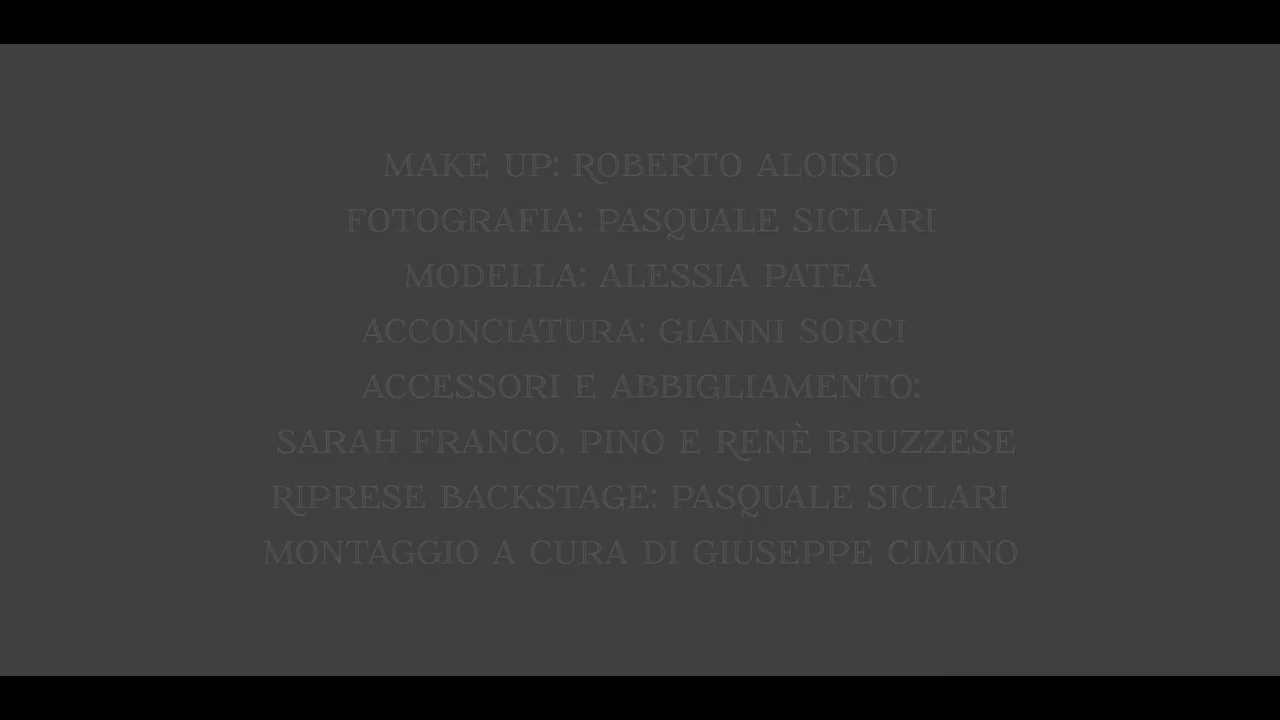 MAKE UP: ROBERTO ALOISIO
FOTOGRAFIA: PASQUALE SICLARI
MODELLA: ALESSIA PATEA
ACCONCIATURA: GIANNI SORCI
ACCESSORI E ABBIGLIAMENTO:
SARAH FRANCO, PINO E RENÈ BRUZZESE
RIPRESE BACKSTAGE: PASQUALE SICLARI
MONTAGGIO A CURA DI GIUSEPPE CIMINO